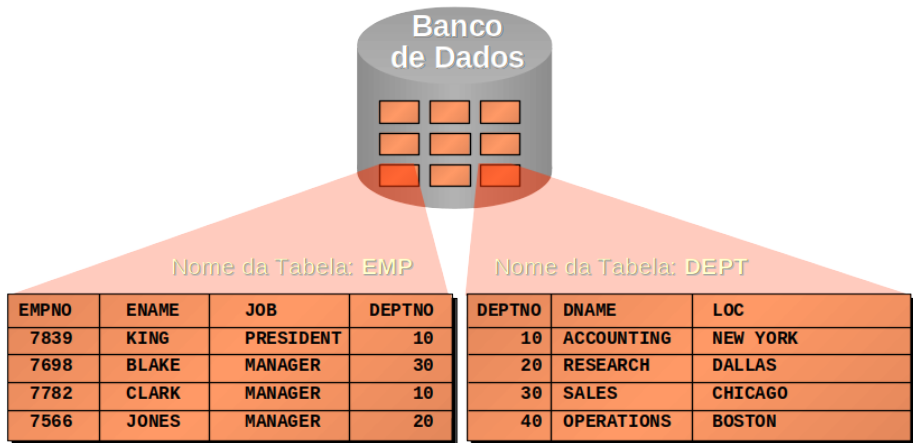 Banco
de Dados
Nome da Tabela: EMP
EMPNO ENAME JOB DEPTNO
7839 KING PRESIDENT 10
7698 BLAKE MANAGER 30
7782 CLARK MANAGER 10
7566 JONES MANAGER 20
Nome da Tabela: DEPT
DEPTNO DNAME LOC
10 ACCOUNTING NEW YORK
20 RESEARCH DALLAS
30 SALES CHICAGO
40 OPERATIONS BOSTON